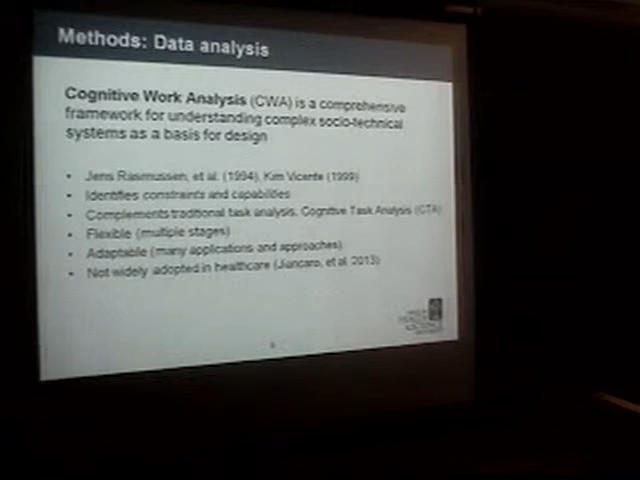 Methods: Data analysis
Cognitive Work Analysis (CWA) is a comprehensive
framework for understanding complex socio-technical
systems as a basis for design
• Jens Rasmussen, et al. (1994), Kim Vicente (1999)
• Identifies constraints and capabilities
• Complements traditional task analysis, Cognitive Task Analysis (CTA)
• Flexible (multiple stages)
• Adaptable (many applications and approaches)
• Not widely adopted in healthcare (Jiancaro, et al. 2013)